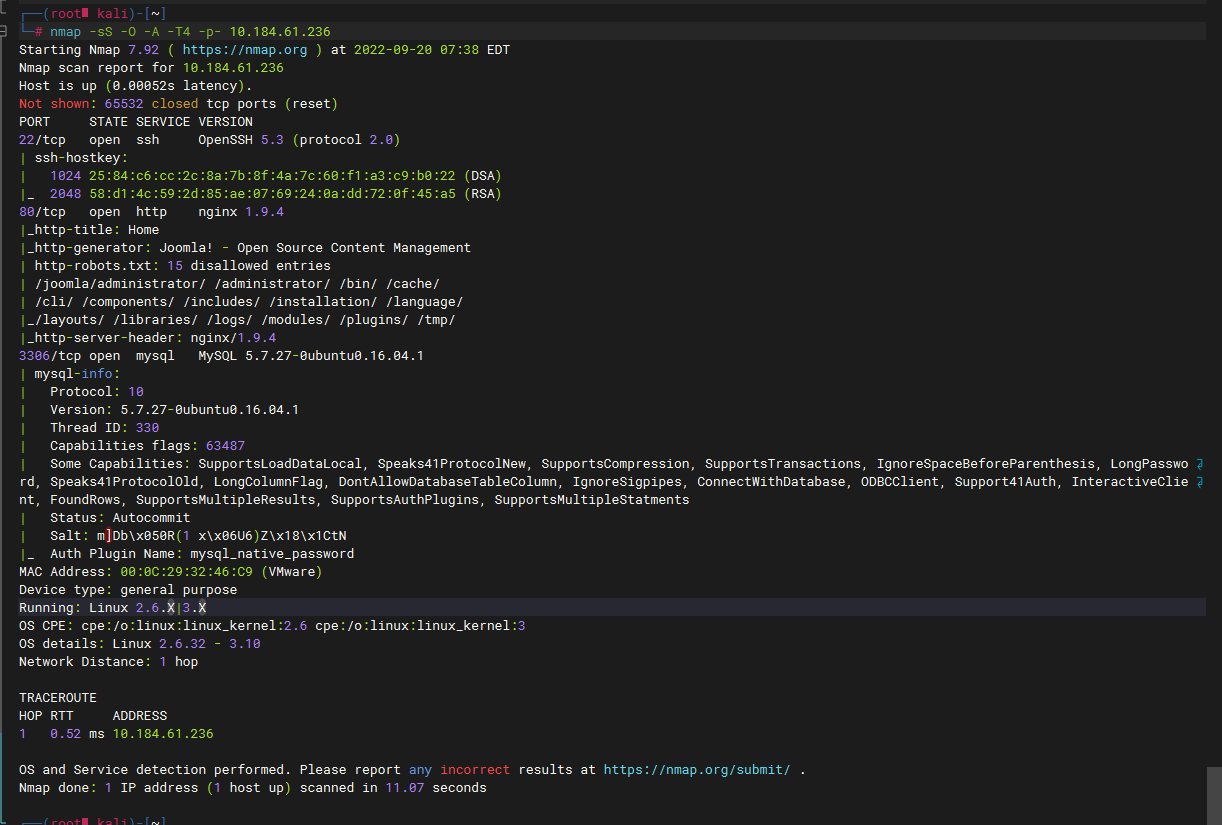 ┌──(root kali)-[~]
└─# nmap -sS -O -A -T4 -p- 10.184.61.236
Starting Nmap 7.92 ( https://nmap.org ) at 2022-09-20 07:38 EDT
Nmap scan report for 10.184.61.236
Host is up (0.00052s latency).
Not shown: 65532 closed tcp ports (reset)
PORT     STATE SERVICE VERSION
22/tcp   open  ssh     OpenSSH 5.3 (protocol 2.0)
| ssh-hostkey:
|   1024 25:84:c6:cc:2c:8a:7b:8f:4a:7c:60:f1:a3:c9:b0:22 (DSA)
|_  2048 58:d1:4c:59:2d:85:ae:07:69:24:0a:dd:72:0f:45:a5 (RSA)
80/tcp   open  http    nginx 1.9.4
|_http-title: Home
|_http-generator: Joomla! - Open Source Content Management
| http-robots.txt: 15 disallowed entries
| /joomla/administrator/ /administrator/ /bin/ /cache/
| /cli/ /components/ /includes/ /installation/ /language/
|_/layouts/ /libraries/ /logs/ /modules/ /plugins/ /tmp/
|_http-server-header: nginx/1.9.4
3306/tcp open  mysql   MySQL 5.7.27-0ubuntu0.16.04.1
| mysql-info:
|   Protocol: 10
|   Version: 5.7.27-0ubuntu0.16.04.1
|   Thread ID: 330
|   Capabilities flags: 63487
|   Some Capabilities: SupportsLoadDataLocal, Speaks41ProtocolNew, SupportsCompression, SupportsTransactions, IgnoreSpaceBeforeParenthesis, LongPasswo
rd, Speaks41ProtocolOld, LongColumnFlag, DontAllowDatabaseTableColumn, IgnoreSigpipes, ConnectWithDatabase, ODBCClient, Support41Auth, InteractiveClie
nt, FoundRows, SupportsMultipleResults, SupportsAuthPlugins, SupportsMultipleStatments
|   Status: Autocommit
|   Salt: m]Db\x050R(1 x\x06U6)Z\x18\x1CtN
|_  Auth Plugin Name: mysql_native_password
MAC Address: 00:0C:29:32:46:C9 (VMware)
Device type: general purpose
Running: Linux 2.6.X|3.X
OS CPE: cpe:/o:linux:linux_kernel:2.6 cpe:/o:linux:linux_kernel:3
OS details: Linux 2.6.32 - 3.10
Network Distance: 1 hop
TRACEROUTE
HOP RTT     ADDRESS
1   0.52 ms 10.184.61.236
OS and Service detection performed. Please report any incorrect results at https://nmap.org/submit/ .
Nmap done: 1 IP address (1 host up) scanned in 11.07 seconds
┌──(root kali)-[~]